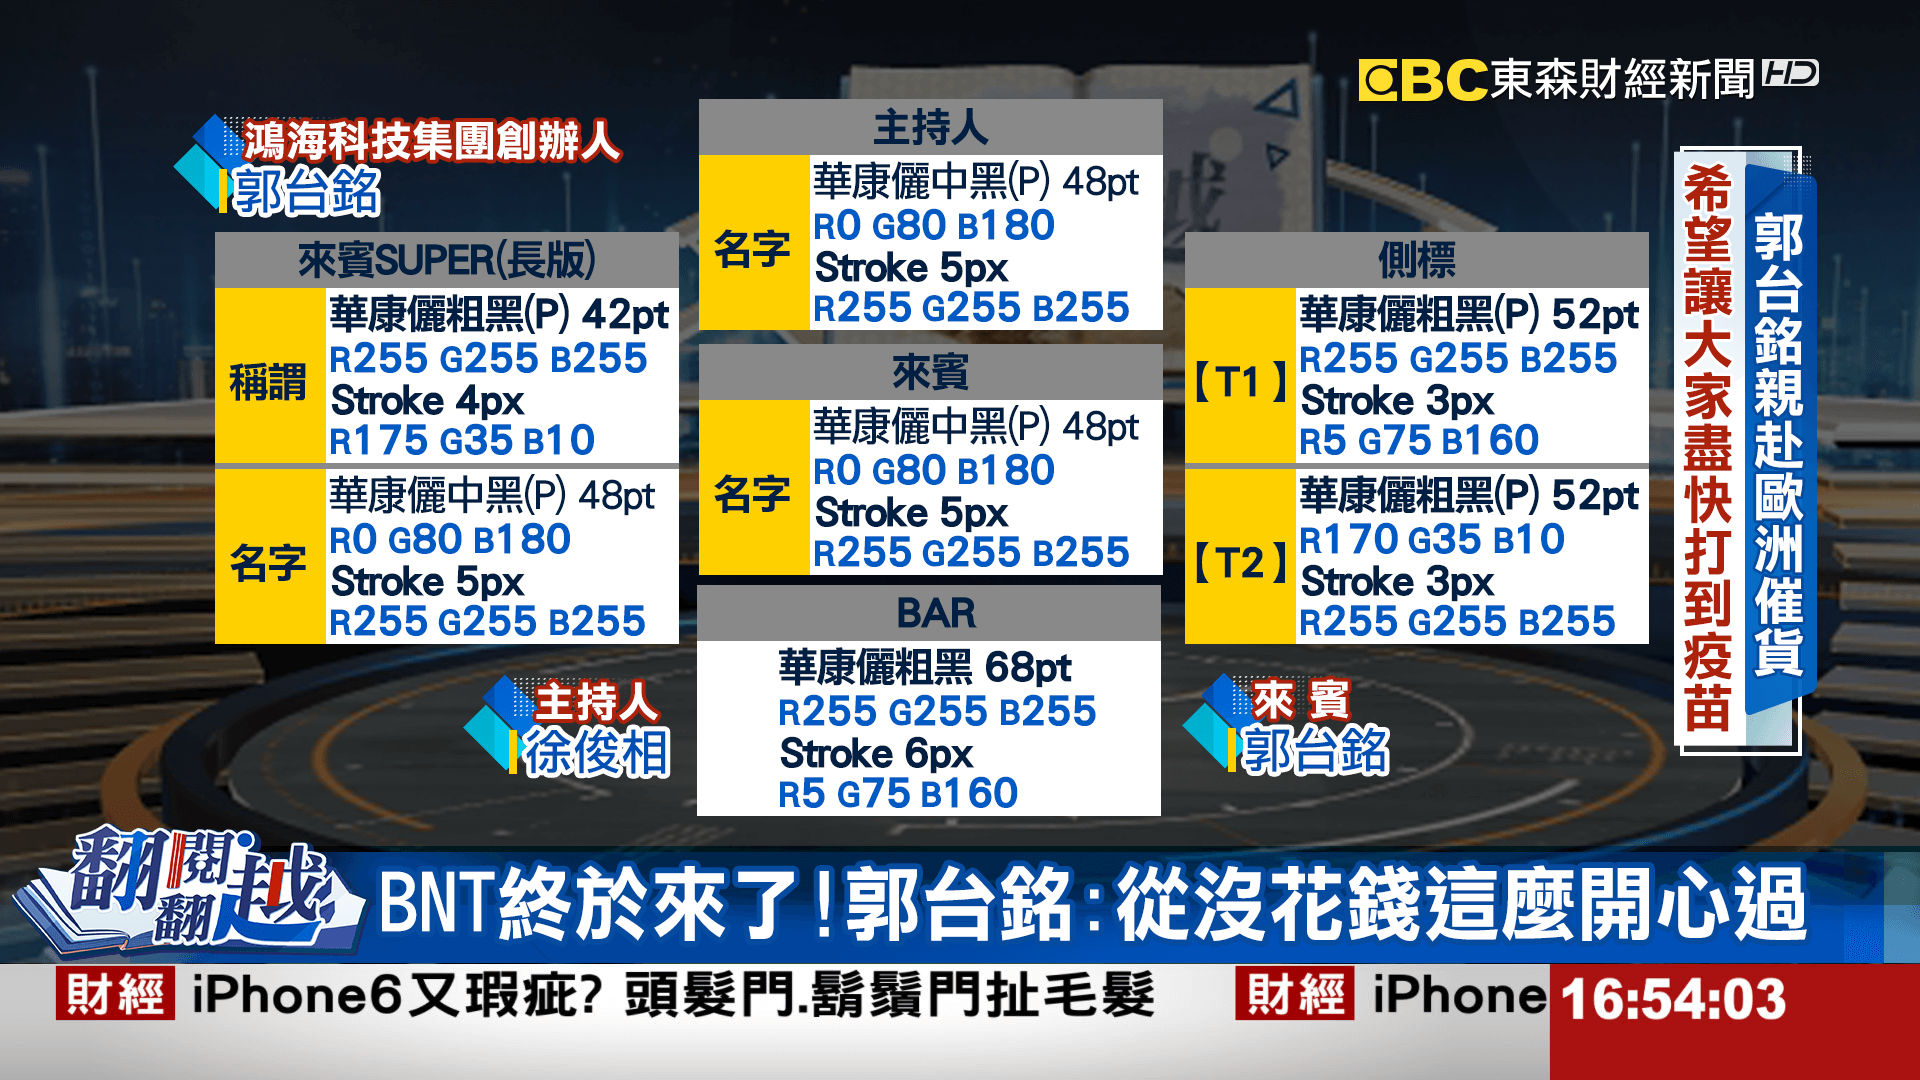 EBC東森財經新聞HD
鴻海科技集團創辦人
郭台銘
來賓SUPER(長版)
稱謂
華康儷粗黑(P) 42pt
R255 G255 B255
Stroke 4px
R175 G35 B10
名字
華康儷中黑(P) 48pt
R0 G80 B180
Stroke 5px
R255 G255 B255
主持人
名字
華康儷中黑(P) 48pt
R0 G80 B180
Stroke 5px
R255 G255 B255
來賓
名字
華康儷中黑(P) 48pt
R0 G80 B180
Stroke 5px
R255 G255 B255
BAR
華康儷粗黑 68pt
R255 G255 B255
Stroke 6px
R5 G75 B160
側標
【T1】
華康儷粗黑(P) 52pt
R255 G255 B255
Stroke 3px
R5 G75 B160
【T2】
華康儷粗黑(P) 52pt
R170 G35 B10
Stroke 3px
R255 G255 B255
郭台銘親赴歐洲催貨
希望讓大家盡快打到疫苗
主持人
徐俊相
來賓
郭台銘
翻閱翻越
BNT終於來了!郭台銘:從沒花錢這麼開心過
財經 iPhone6又瑕疵? 頭髮門.鬍鬚門扯毛髮 財經 iPhone
16:54:03